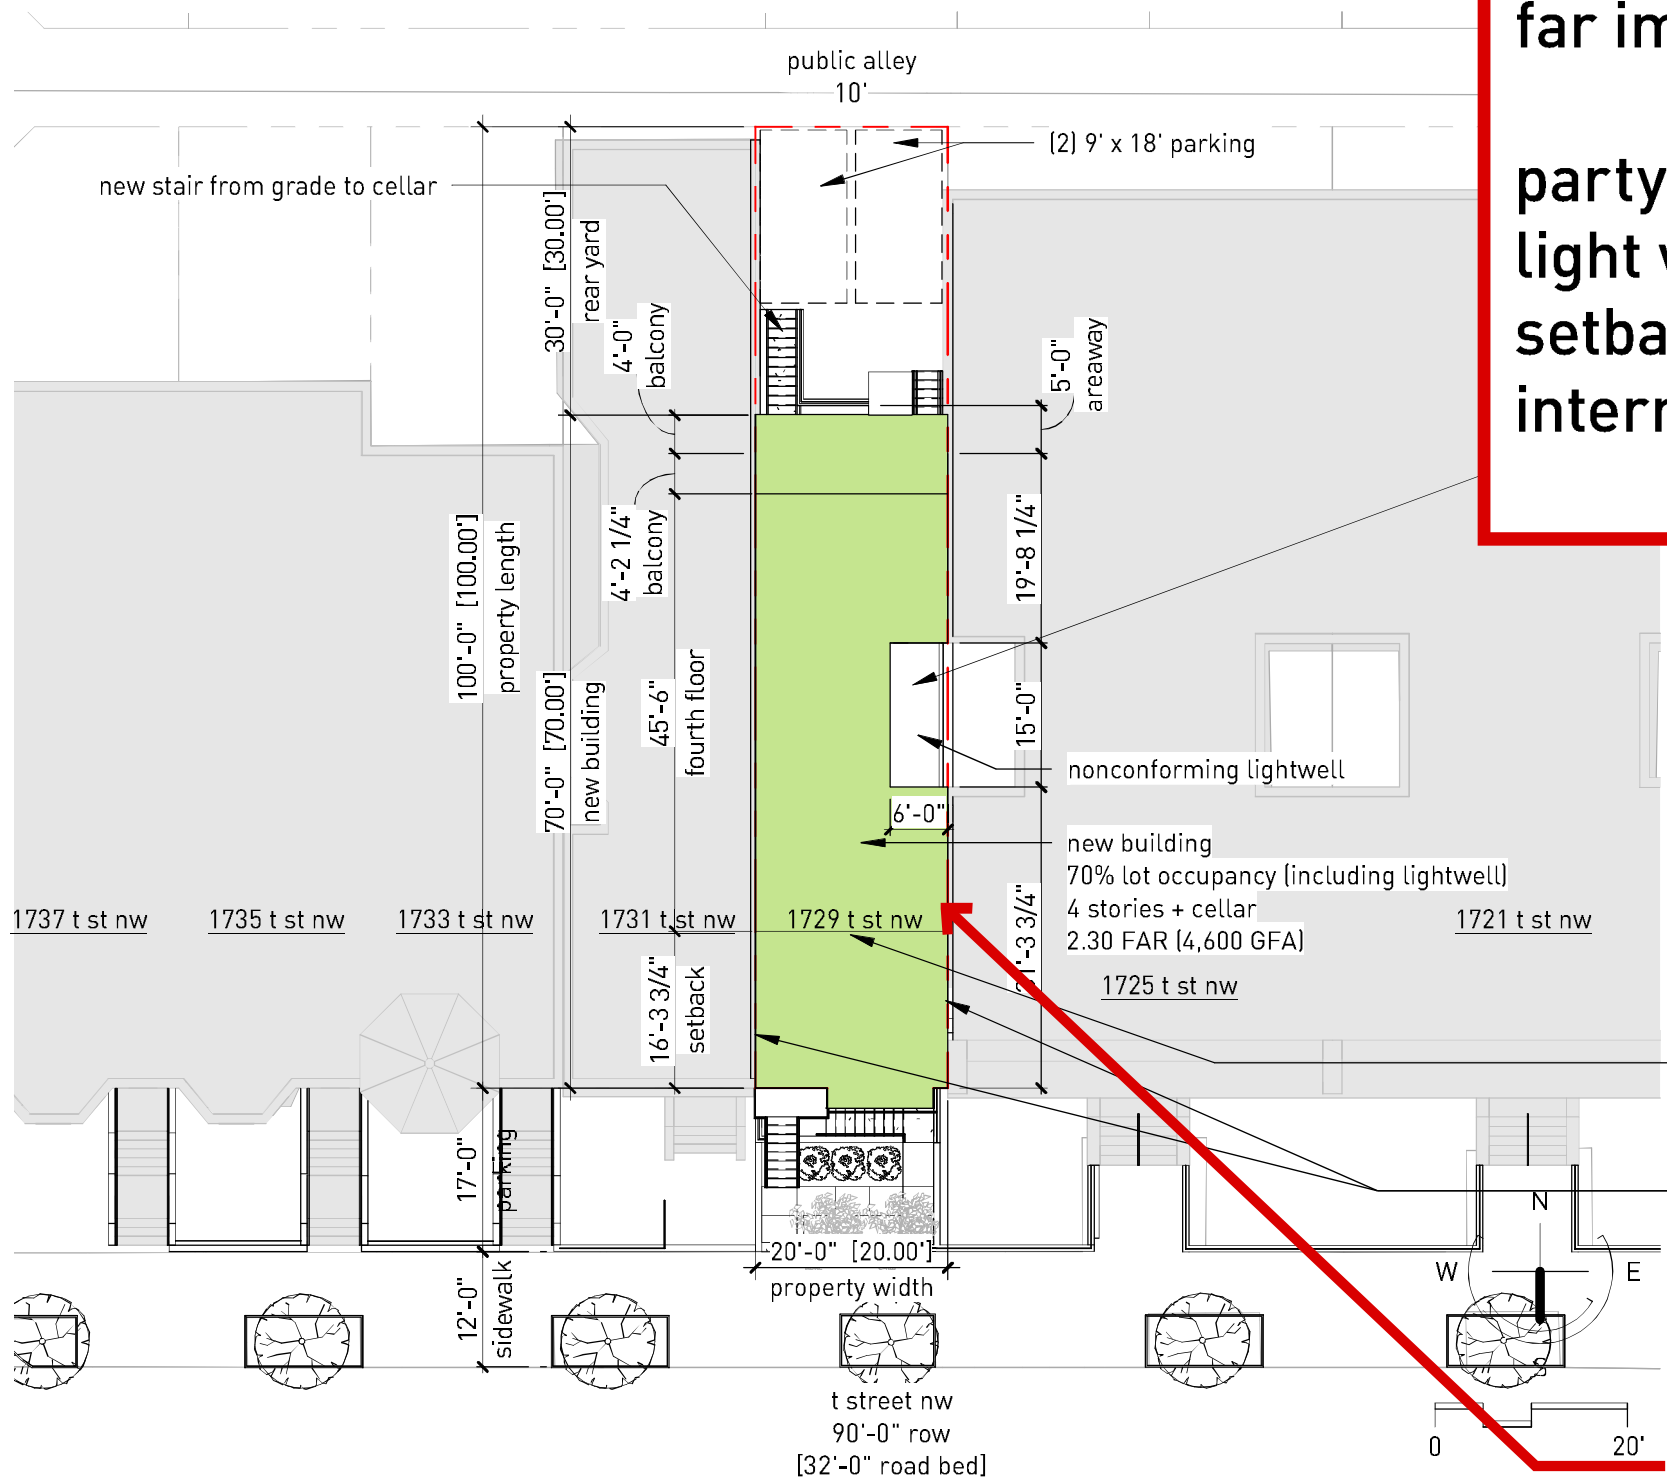 far im
public alley
10'
(2) 9' x 18' parking
party
new stair from grade to cellar
light
setba
intern
30'-0" [30.00']
rear yard
4'-0"
balcony
5'-0"
areaway
100'-0" [100.00']
property length
4'-2 1/4"
balcony
19'-8 1/4"
70'-0" [70.00']
new building
45'-6"
fourth floor
15'-0"
nonconforming lightwell
6'-0"
new building
70% lot occupancy (including lightwell)
4 stories + cellar
2.30 FAR (4,600 GFA)
1737 t st nw
1735 t st nw
1733 t st nw
1731 t st nw
1729 t st nw
1721 t st nw
1725 t st nw
16'-3 3/4"
setback
1'-3 3/4"
17'-0"
parking
20'-0" [20.00']
property width
12'-0"
sidewalk
N
W
E
t street nw
90'-0" row
[32'-0" road bed]
0
20'